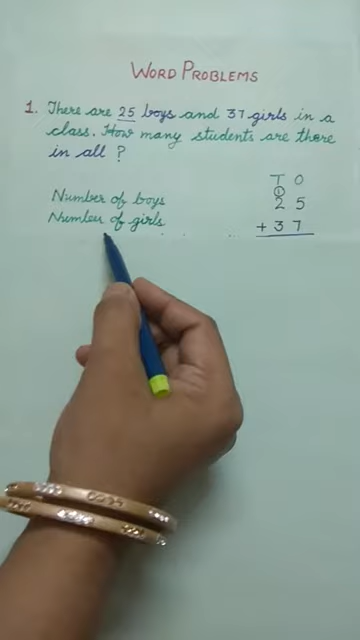 WORD PROBLEMS
1. There are 25 boys and 37 girls in a
class. How many students are there
in all ?
T O
1
Number of boys 2 5
Number of girls + 3 7